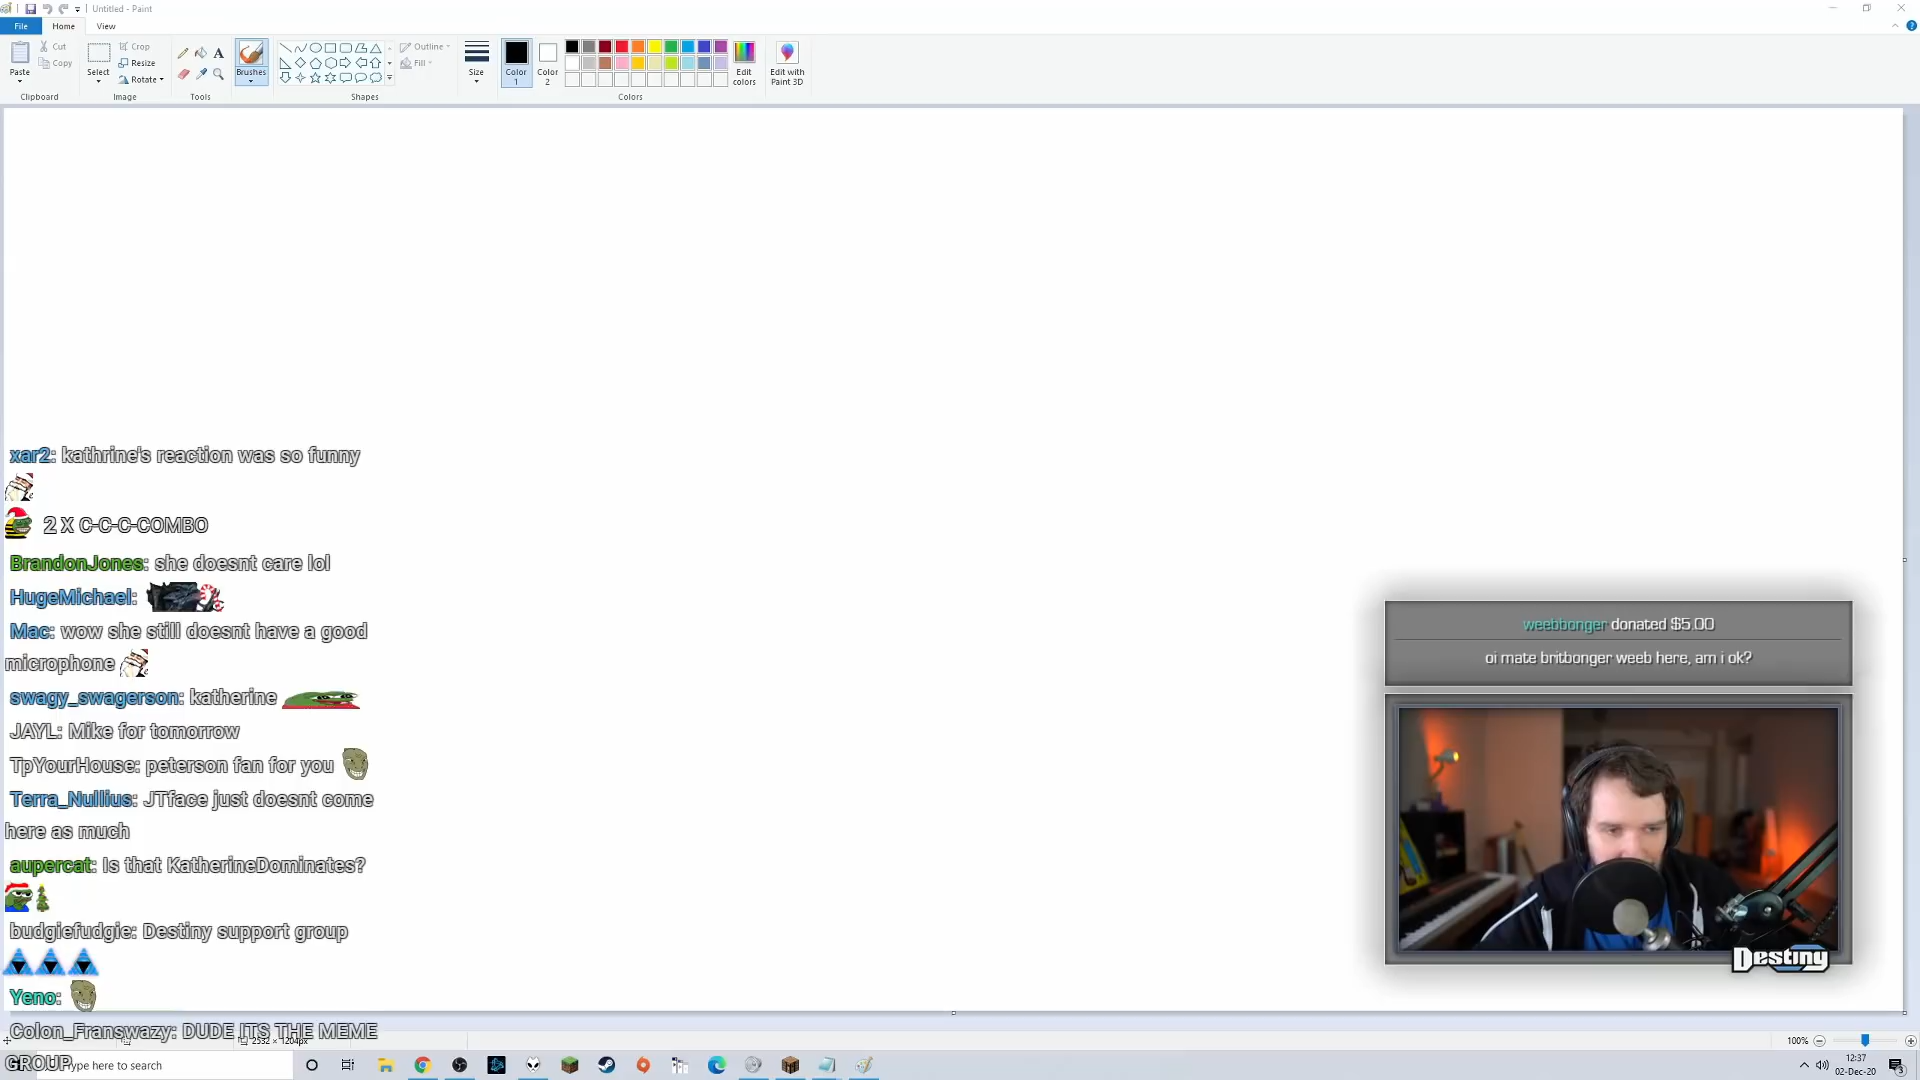 Untitled - Paint
File Home View
Paste
Cut
Copy
Clipboard
Select
Crop
Resize
Rotate
Image
Tools
Brushes
Shapes
Outline
Fill
Size
Color 1
Color 2
Edit colors
Edit with Paint 3D
Colors
xar2: kathrine's reaction was so funny
2 X C-C-C-COMBO
BrandonJones: she doesnt care lol
HugeMichael:
Mac: wow she still doesnt have a good
microphone
swagy_swagerson: katherine
JAYL: Mike for tomorrow
TpYourHouse: peterson fan for you
Terra_Nullius: JTface just doesnt come
here as much
aupercat: Is that KatherineDominates?
budgiefudgie: Destiny support group
Yeno:
Colon_Franswazy: DUDE ITS THE MEME
GROUP
weebbonger donated $5.00
oi mate britbonger weeb here, am i ok?
Destiny
2532 × 1204px
100%
ype here to search
12:37
02-Dec-20
3